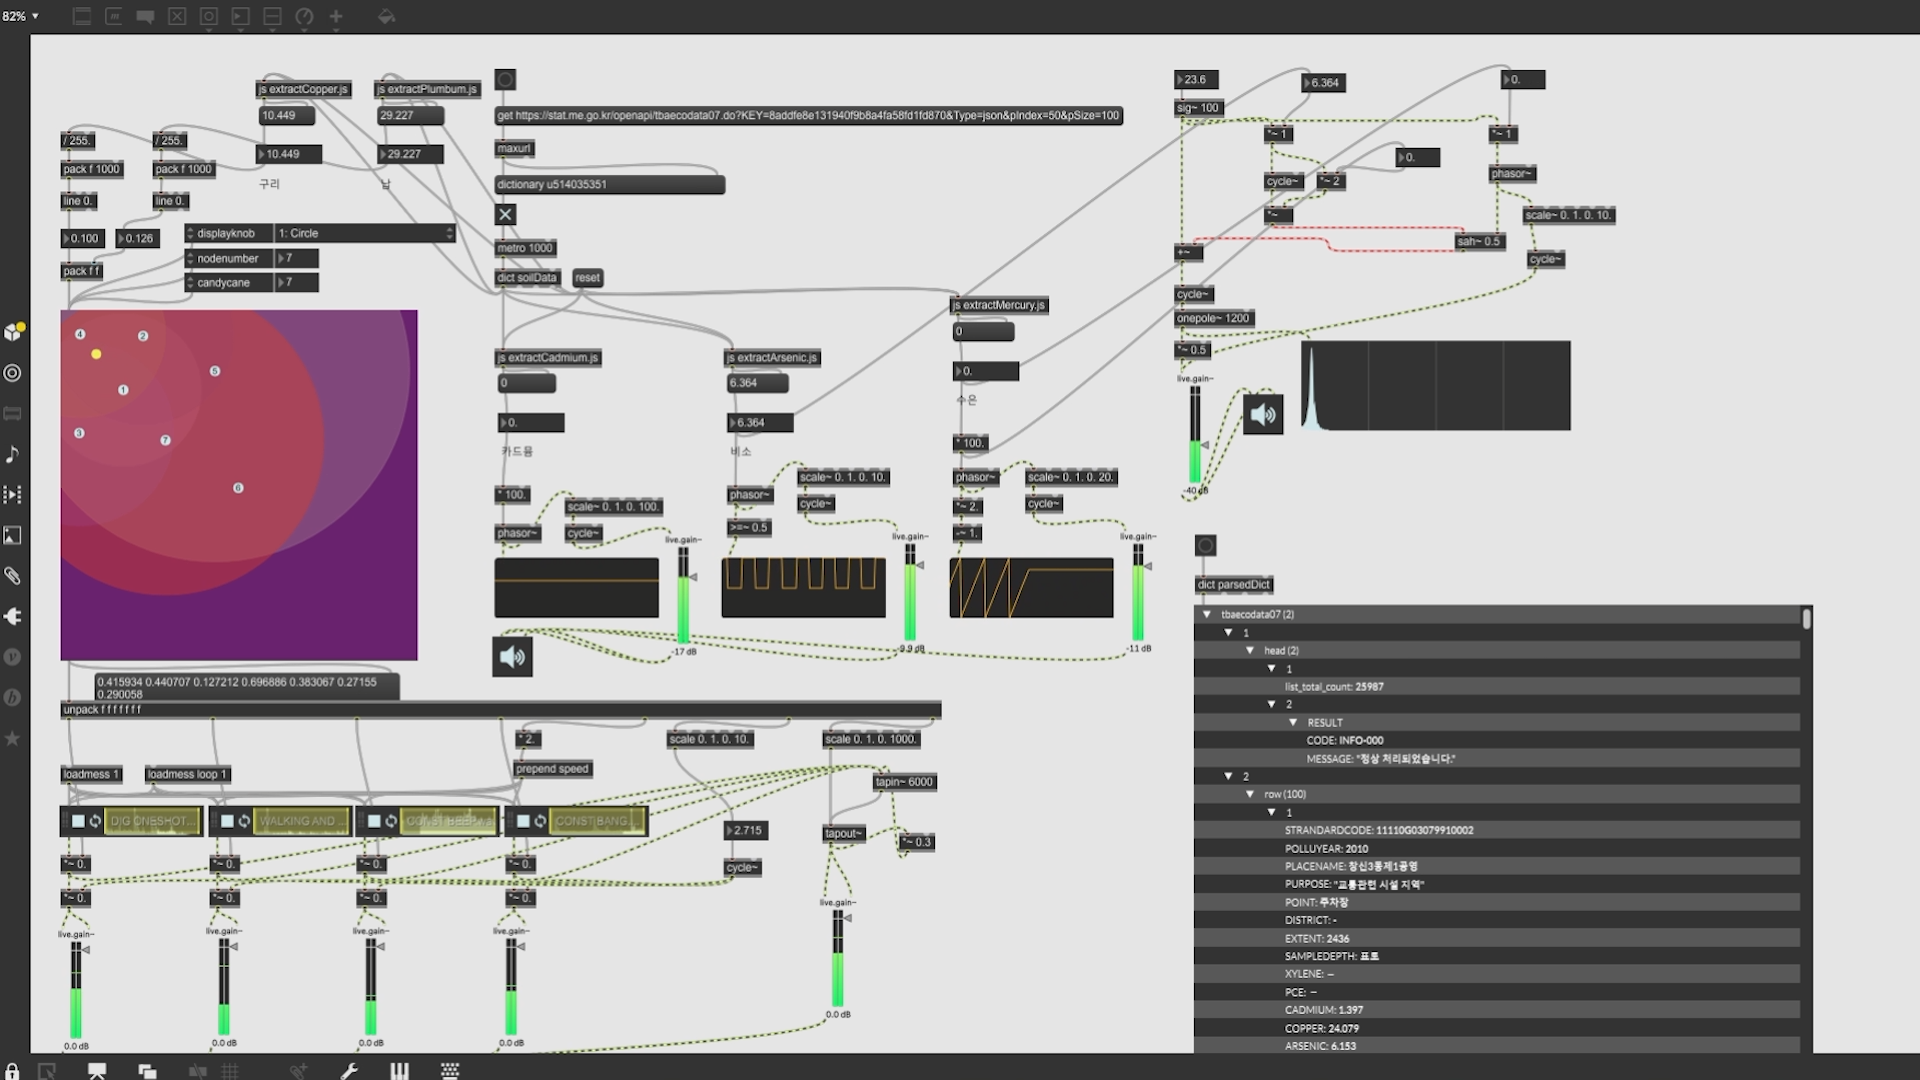 82%
js extractCopper.js
js extractPlumbum.js
10.449
29.227
get https://stat.me.go.kr/openapi/tbaecodata07.do?KEY=8addfe8e131940f9b8a4fa58fd1fd870&Type=json&pIndex=50&pSize=100
/ 255.
/ 255.
maxurl
10.449
29.227
pack f 1000
pack f 1000
구리
납
dictionary u514035351
line 0.
line 0.
0.100
0.126
displayknob
1: Circle
metro 1000
nodenumber
7
pack f f
candycane
7
dict soilData
reset
4
2
5
1
3
7
6
js extractCadmium.js
0
0.
카드뮴
* 100.
scale~ 0. 1. 0. 100.
phasor~
cycle~
live.gain~
-17 dB
js extractArsenic.js
6.364
6.364
비소
scale~ 0. 1. 0. 10.
phasor~
cycle~
>=~ 0.5
live.gain~
-9.9 dB
js extractMercury.js
0
0.
수은
* 100.
phasor~
scale~ 0. 1. 0. 20.
*~ 2.
cycle~
-~ 1.
live.gain~
-11 dB
23.6
6.364
0.
sig~ 100
*~ 1
*~ 1
0.
cycle~
*~ 2
phasor~
*~
scale~ 0. 1. 0. 10.
sah~ 0.5
+~
cycle~
cycle~
onepole~ 1200
*~ 0.5
live.gain~
-40 dB
0.415934 0.440707 0.127212 0.696886 0.383067 0.27155
0.290058
unpack f f f f f f f
* 2.
scale 0. 1. 0. 10.
scale 0. 1. 0. 1000.
loadmess 1
loadmess loop 1
prepend speed
tapin~ 6000
DIG ONESHOT...
WALKING AND ...
CONST BANG...
2.715
tapout~
*~ 0.3
*~ 0.
*~ 0.
*~ 0.
*~ 0.
cycle~
*~ 0.
*~ 0.
*~ 0.
*~ 0.
live.gain~
live.gain~
live.gain~
live.gain~
live.gain~
0.0 dB
0.0 dB
0.0 dB
0.0 dB
0.0 dB
dict parsedDict
tbaecodata07 (2)
1
head (2)
1
list_total_count: 25987
2
RESULT
CODE: INFO-000
MESSAGE: "정상 처리되었습니다."
2
row (100)
1
STRANDARDCODE: 11110G03079910002
POLLUYEAR: 2010
PLACENAME: 창신3동제1공영
PURPOSE: "교통관련 시설 지역"
POINT: 주차장
DISTRICT: -
EXTENT: 2436
SAMPLEDEPTH: 표토
XYLENE: –
PCE: –
CADMIUM: 1.397
COPPER: 24.079
ARSENIC: 6.153